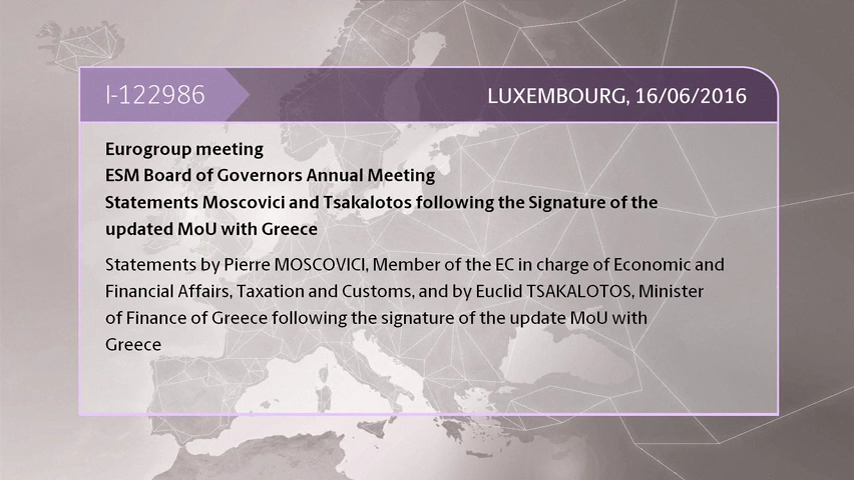 I-122986
LUXEMBOURG, 16/06/2016
Eurogroup meeting
ESM Board of Governors Annual Meeting
Statements Moscovici and Tsakalotos following the Signature of the
updated MoU with Greece
Statements by Pierre MOSCOVICI, Member of the EC in charge of Economic and
Financial Affairs, Taxation and Customs, and by Euclid TSAKALOTOS, Minister
of Finance of Greece following the signature of the update MoU with
Greece